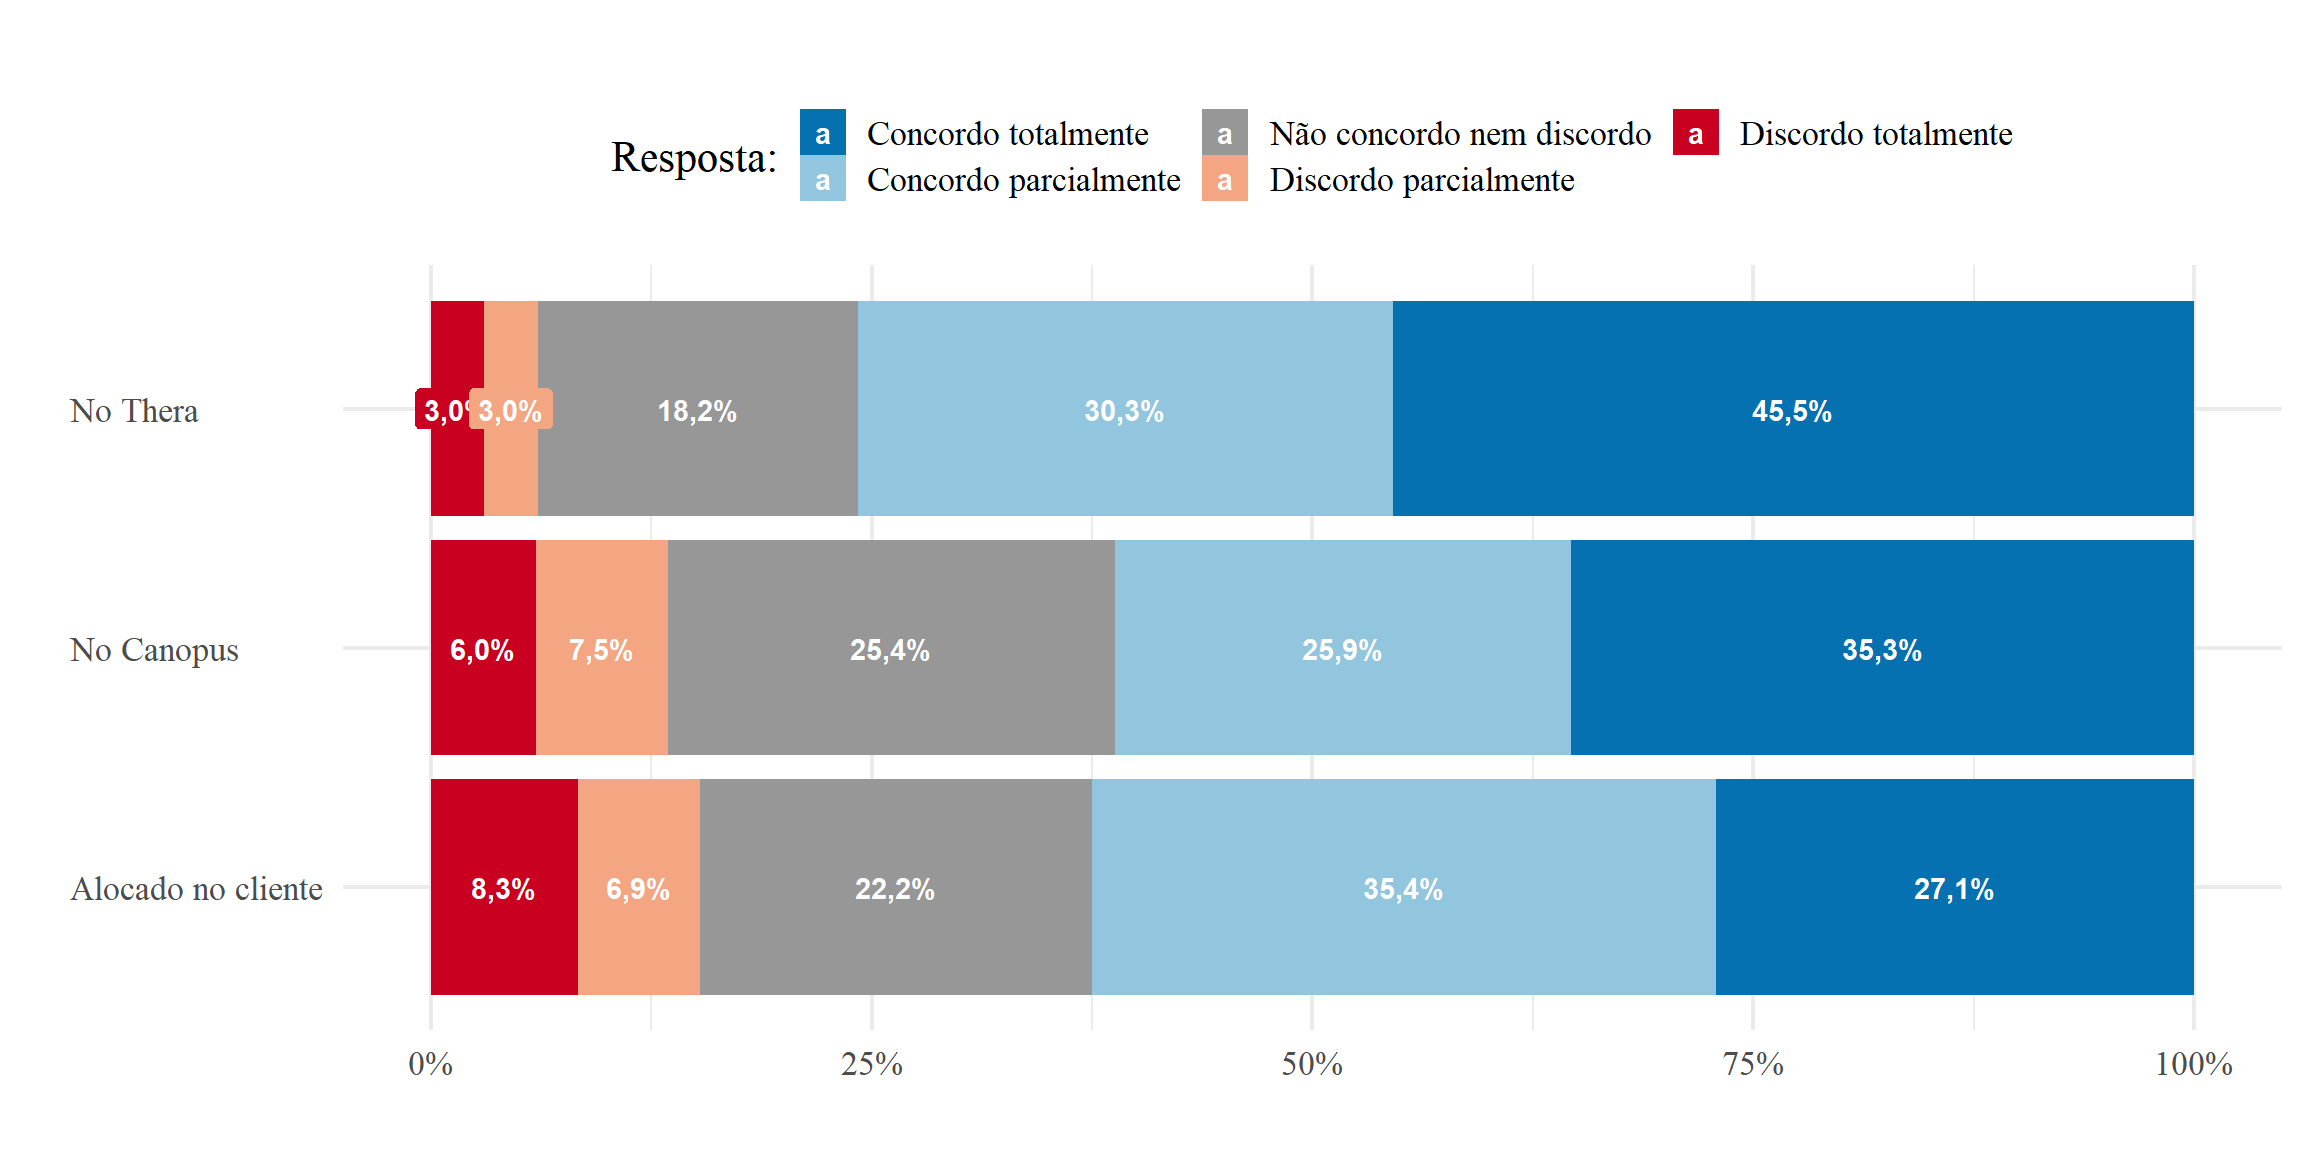 Resposta:
a Concordo totalmente
a Concordo parcialmente
a Não concordo nem discordo
a Discordo parcialmente
a Discordo totalmente
No Thera
3,0% 3,0% 18,2% 30,3% 45,5%
No Canopus
6,0% 7,5% 25,4% 25,9% 35,3%
Alocado no cliente
8,3% 6,9% 22,2% 35,4% 27,1%
0% 25% 50% 75% 100%